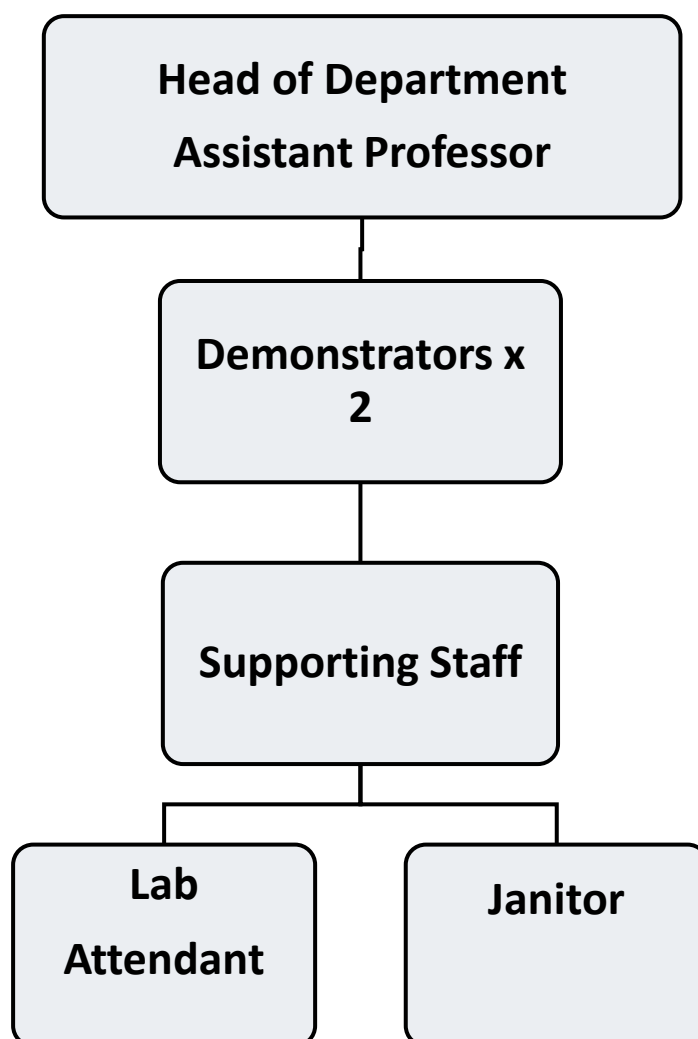 Head of Department
Assistant Professor
Demonstrators x
2
Supporting Staff
Lab
Attendant
Janitor